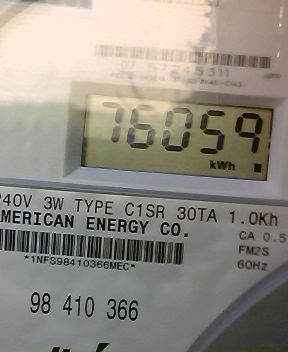 76059
kWh
240V 3W TYPE C1SR 30TA 1.0Kh
AMERICAN ENERGY CO.
CA 0.5
FM2S
60Hz
*1NFS98410366MEC*
98 410 366